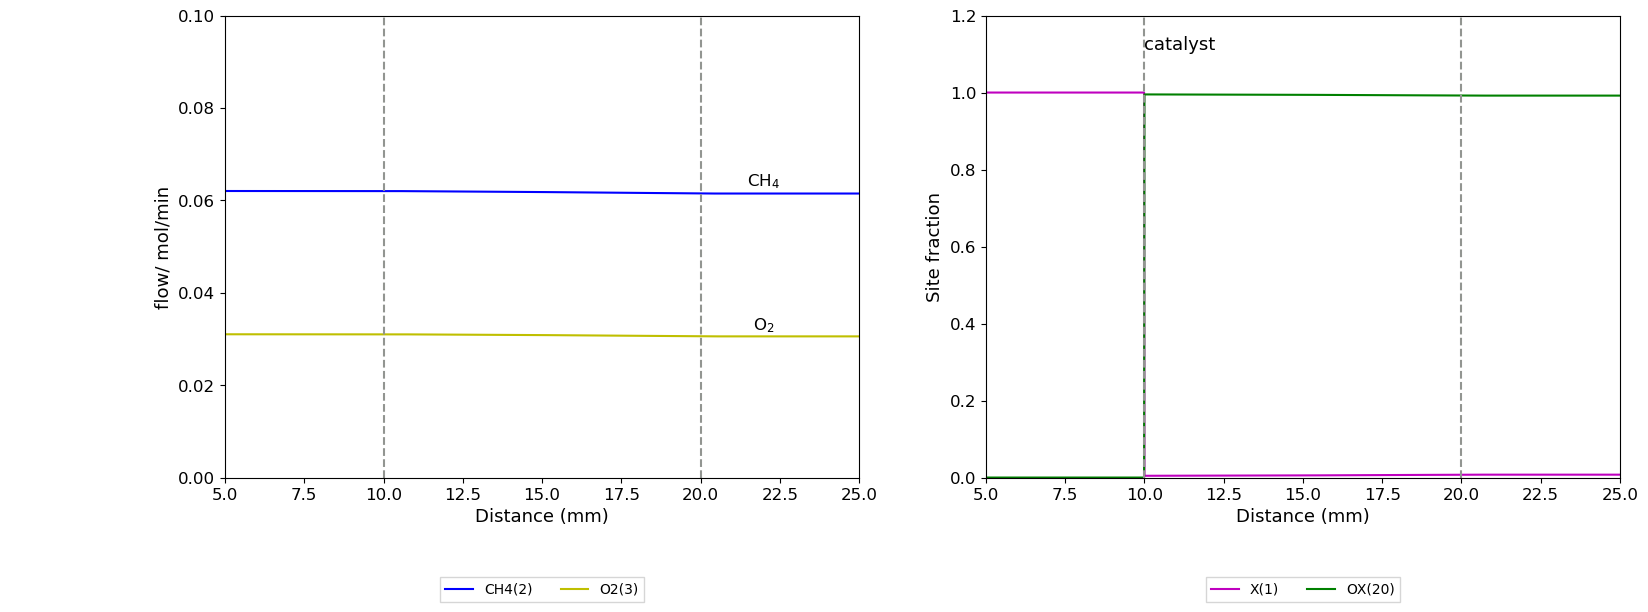 0.10
0.08
0.06
0.04
0.02
0.00
flow/ mol/min
CH4
O2
5.0 7.5 10.0 12.5 15.0 17.5 20.0 22.5 25.0
Distance (mm)
CH4(2) O2(3)
1.2
1.0
0.8
0.6
0.4
0.2
0.0
Site fraction
catalyst
5.0 7.5 10.0 12.5 15.0 17.5 20.0 22.5 25.0
Distance (mm)
X(1) OX(20)